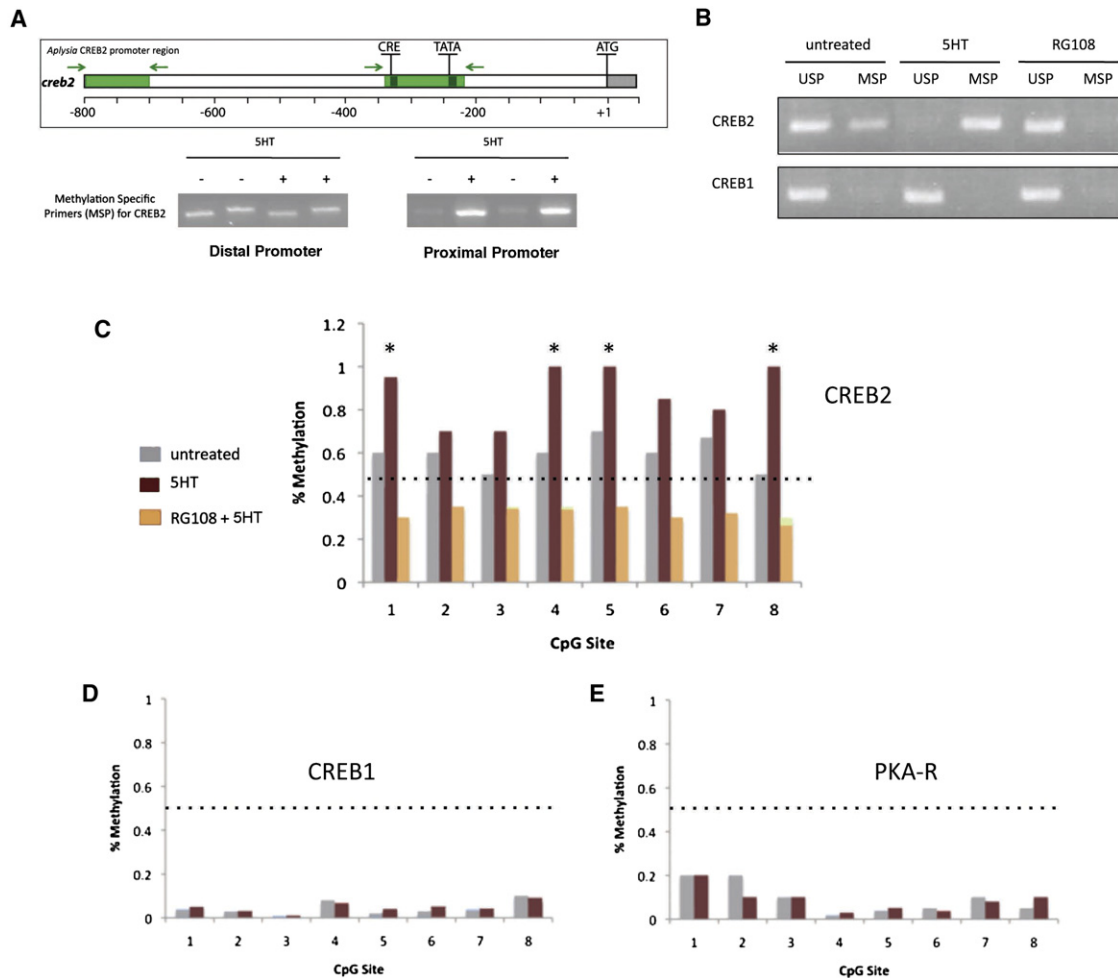 A
Aplysia CREB2 promoter region
CRE
TATA
ATG
creb2
-800
-600
-400
-200
+1
5HT
5HT
- - + +
- + - +
Methylation Specific
Primers (MSP) for CREB2
Distal Promoter
Proximal Promoter
B
untreated
5HT
RG108
USP MSP USP MSP USP MSP
CREB2
CREB1
C
1.2
1
0.8
0.6
0.4
0.2
0
% Methylation
* * * *
CREB2
untreated
5HT
RG108 + 5HT
1 2 3 4 5 6 7 8
CpG Site
D
1
0.8
0.6
0.4
0.2
0
% Methylation
CREB1
1 2 3 4 5 6 7 8
CpG Site
E
1
0.8
0.6
0.4
0.2
0
% Methylation
PKA-R
1 2 3 4 5 6 7 8
CpG Site